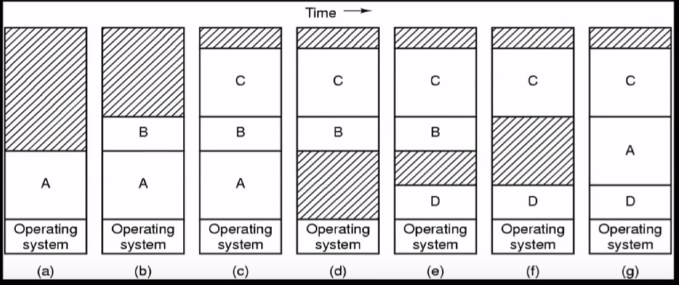 Time
C
C
C
C
C
B
B
B
B
A
A
A
A
D
D
D
Operating
system
Operating
system
Operating
system
Operating
system
Operating
system
Operating
system
Operating
system
(a)
(b)
(c)
(d)
(e)
(f)
(g)